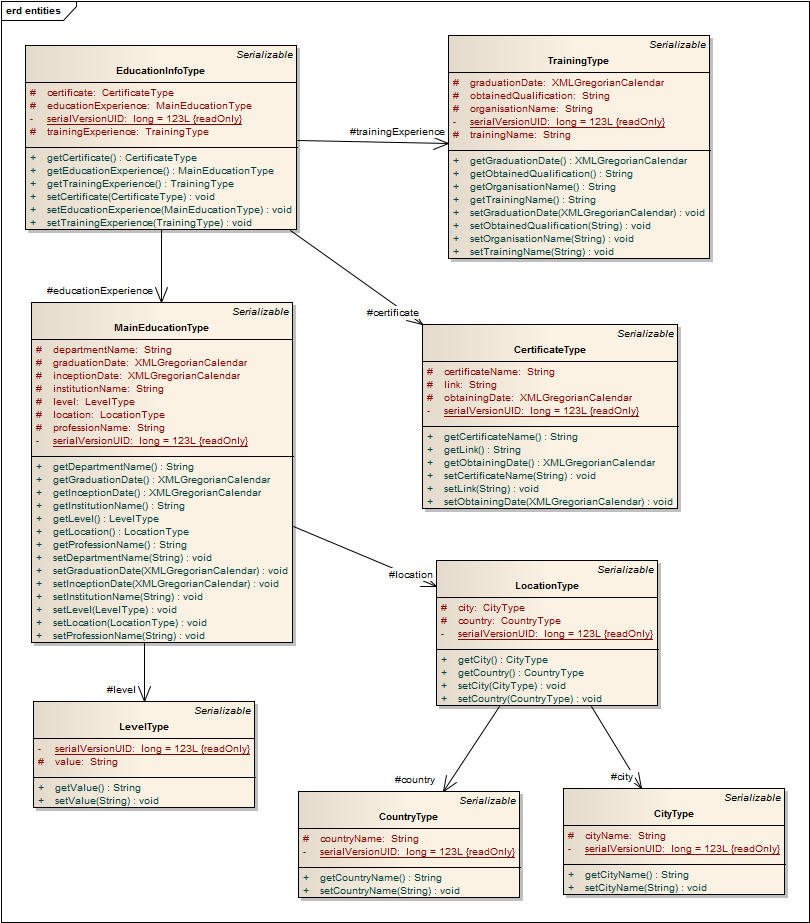 erd entities
Serializable
EducationInfoType
# certificate: CertificateType
# educationExperience: MainEducationType
- serialVersionUID: long = 123L {readOnly}
# trainingExperience: TrainingType
+ getCertificate() : CertificateType
+ getEducationExperience() : MainEducationType
+ getTrainingExperience() : TrainingType
+ setCertificate(CertificateType) : void
+ setEducationExperience(MainEducationType) : void
+ setTrainingExperience(TrainingType) : void
#trainingExperience
Serializable
TrainingType
# graduationDate: XMLGregorianCalendar
# obtainedQualification: String
# organisationName: String
- serialVersionUID: long = 123L {readOnly}
# trainingName: String
+ getGraduationDate() : XMLGregorianCalendar
+ getObtainedQualification() : String
+ getOrganisationName() : String
+ getTrainingName() : String
+ setGraduationDate(XMLGregorianCalendar) : void
+ setObtainedQualification(String) : void
+ setOrganisationName(String) : void
+ setTrainingName(String) : void
#educationExperience
#certificate
Serializable
MainEducationType
# departmentName: String
# graduationDate: XMLGregorianCalendar
# inceptionDate: XMLGregorianCalendar
# institutionName: String
# level: LevelType
# location: LocationType
# professionName: String
- serialVersionUID: long = 123L {readOnly}
+ getDepartmentName() : String
+ getGraduationDate() : XMLGregorianCalendar
+ getInceptionDate() : XMLGregorianCalendar
+ getInstitutionName() : String
+ getLevel() : LevelType
+ getLocation() : LocationType
+ getProfessionName() : String
+ setDepartmentName(String) : void
+ setGraduationDate(XMLGregorianCalendar) : void
+ setInceptionDate(XMLGregorianCalendar) : void
+ setInstitutionName(String) : void
+ setLevel(LevelType) : void
+ setLocation(LocationType) : void
+ setProfessionName(String) : void
Serializable
CertificateType
# certificateName: String
# link: String
# obtainingDate: XMLGregorianCalendar
- serialVersionUID: long = 123L {readOnly}
+ getCertificateName() : String
+ getLink() : String
+ getObtainingDate() : XMLGregorianCalendar
+ setCertificateName(String) : void
+ setLink(String) : void
+ setObtainingDate(XMLGregorianCalendar) : void
#location
Serializable
LocationType
# city: CityType
# country: CountryType
- serialVersionUID: long = 123L {readOnly}
+ getCity() : CityType
+ getCountry() : CountryType
+ setCity(CityType) : void
+ setCountry(CountryType) : void
#level
Serializable
LevelType
- serialVersionUID: long = 123L {readOnly}
# value: String
+ getValue() : String
+ setValue(String) : void
#country
#city
Serializable
CountryType
# countryName: String
- serialVersionUID: long = 123L {readOnly}
+ getCountryName() : String
+ setCountryName(String) : void
Serializable
CityType
# cityName: String
- serialVersionUID: long = 123L {readOnly}
+ getCityName() : String
+ setCityName(String) : void